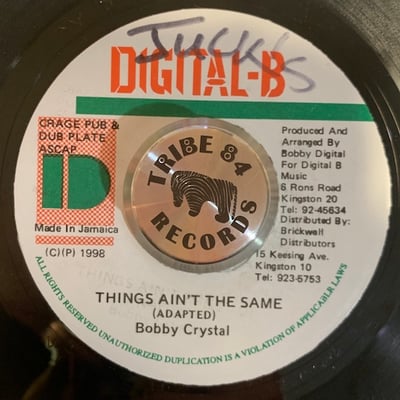 JUCK'S
DIGITAL-B
CRAGE PUB &
DUB PLATE
ASCAP
D
Made In Jamaica
(C)(P) 1998
TRIBE 84
RECORDS
Produced And
Arranged By
Bobby Digital
For Digital B
Music
6 Rons Road
Kingston 20
Tel: 92-45634
Distributed By:
Brickwell
Distributors
15 Keesing Ave.
Kingston 10
Tel: 923-5753
THINGS AIN'T THE SAME
(ADAPTED)
Bobby Crystal
ALL RIGHTS RESERVED UNAUTHORIZED DUPLICATION IS A VIOLATION OF APPLICABLR LAWS